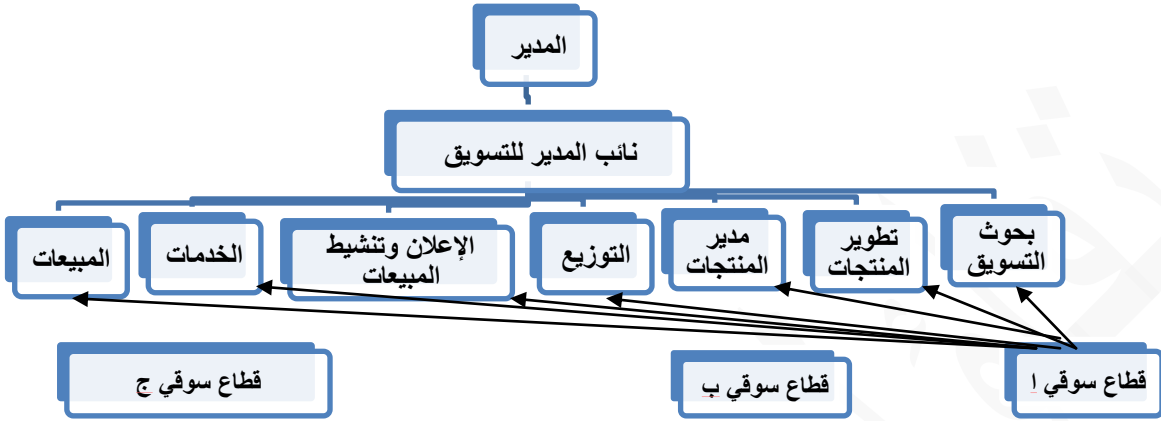 المدير
نائب المدير للتسويق
بحوث
التسويق
تطوير
المنتجات
مدير
المنتجات
التوزيع
الإعلان وتنشيط
المبيعات
الخدمات
المبيعات
قطاع سوقي ا
قطاع سوقي ب
قطاع سوقي ج